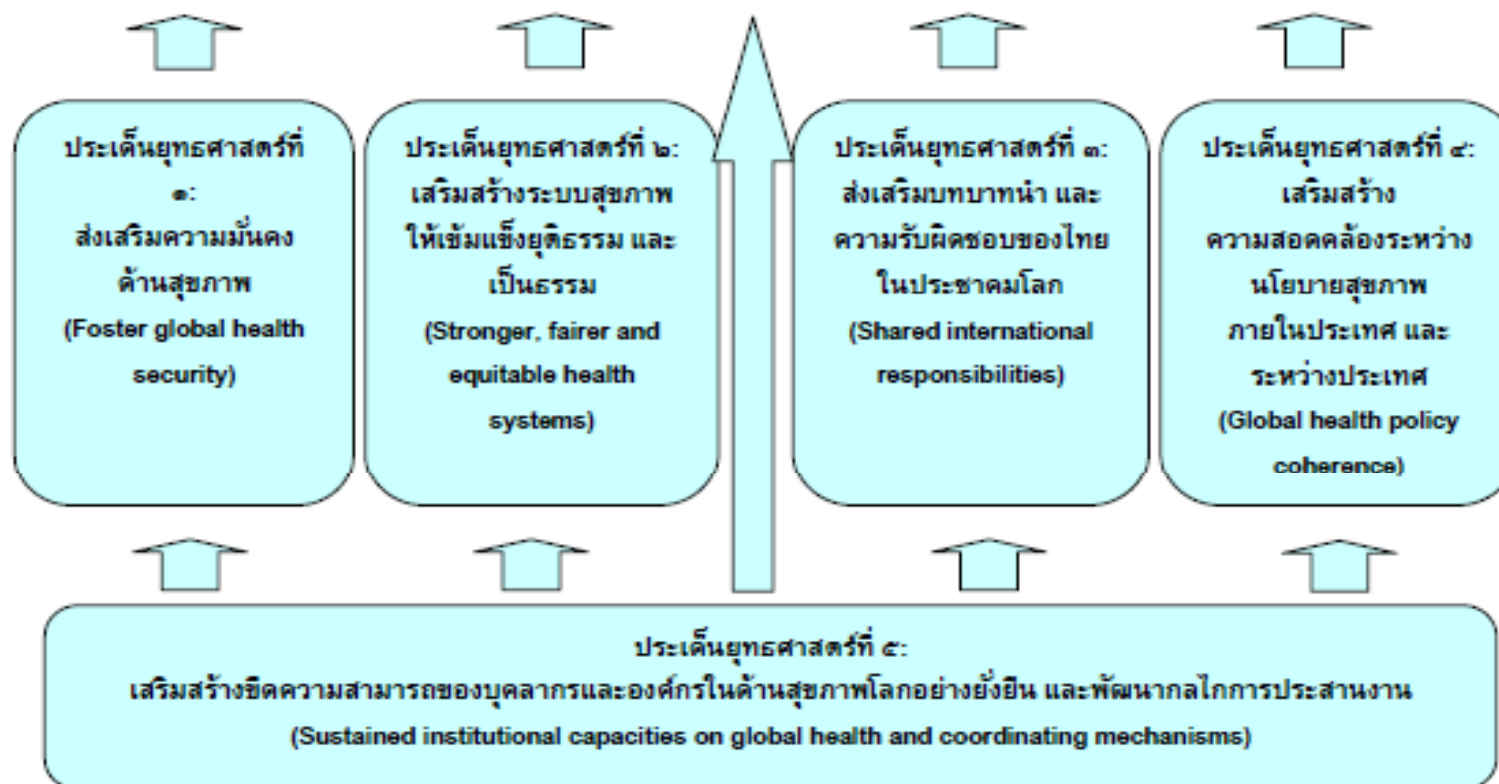 ประเด็นยุทธศาสตร์ที่
๑:
ส่งเสริมความมั่นคง
ด้านสุขภาพ
(Foster global health
security)
ประเด็นยุทธศาสตร์ที่ ๒:
เสริมสร้างระบบสุขภาพ
ให้เข้มแข็งยุติธรรม และ
เป็นธรรม
(Stronger, fairer and
equitable health
systems)
ประเด็นยุทธศาสตร์ที่ ๓:
ส่งเสริมบทบาทนำ และ
ความรับผิดชอบของไทย
ในประชาคมโลก
(Shared international
responsibilities)
ประเด็นยุทธศาสตร์ที่ ๔:
เสริมสร้าง
ความสอดคล้องระหว่าง
นโยบายสุขภาพ
ภายในประเทศ และ
ระหว่างประเทศ
(Global health policy
coherence)
ประเด็นยุทธศาสตร์ที่ ๕:
เสริมสร้างขีดความสามารถของบุคลากรและองค์กรในด้านสุขภาพโลกอย่างยั่งยืน และพัฒนากลไกการประสานงาน
(Sustained institutional capacities on global health and coordinating mechanisms)